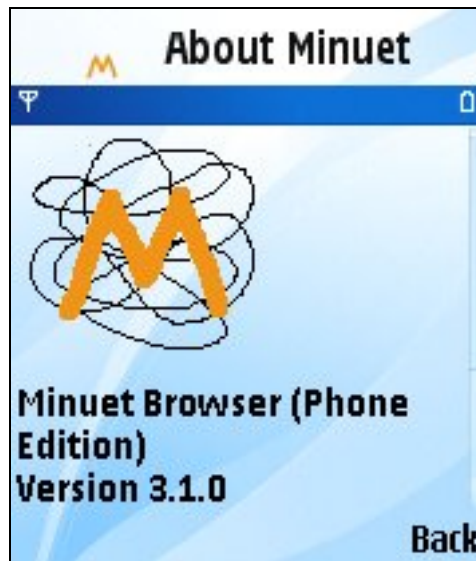 About Minuet
M
Minuet Browser (Phone
Edition)
Version 3.1.0
Back